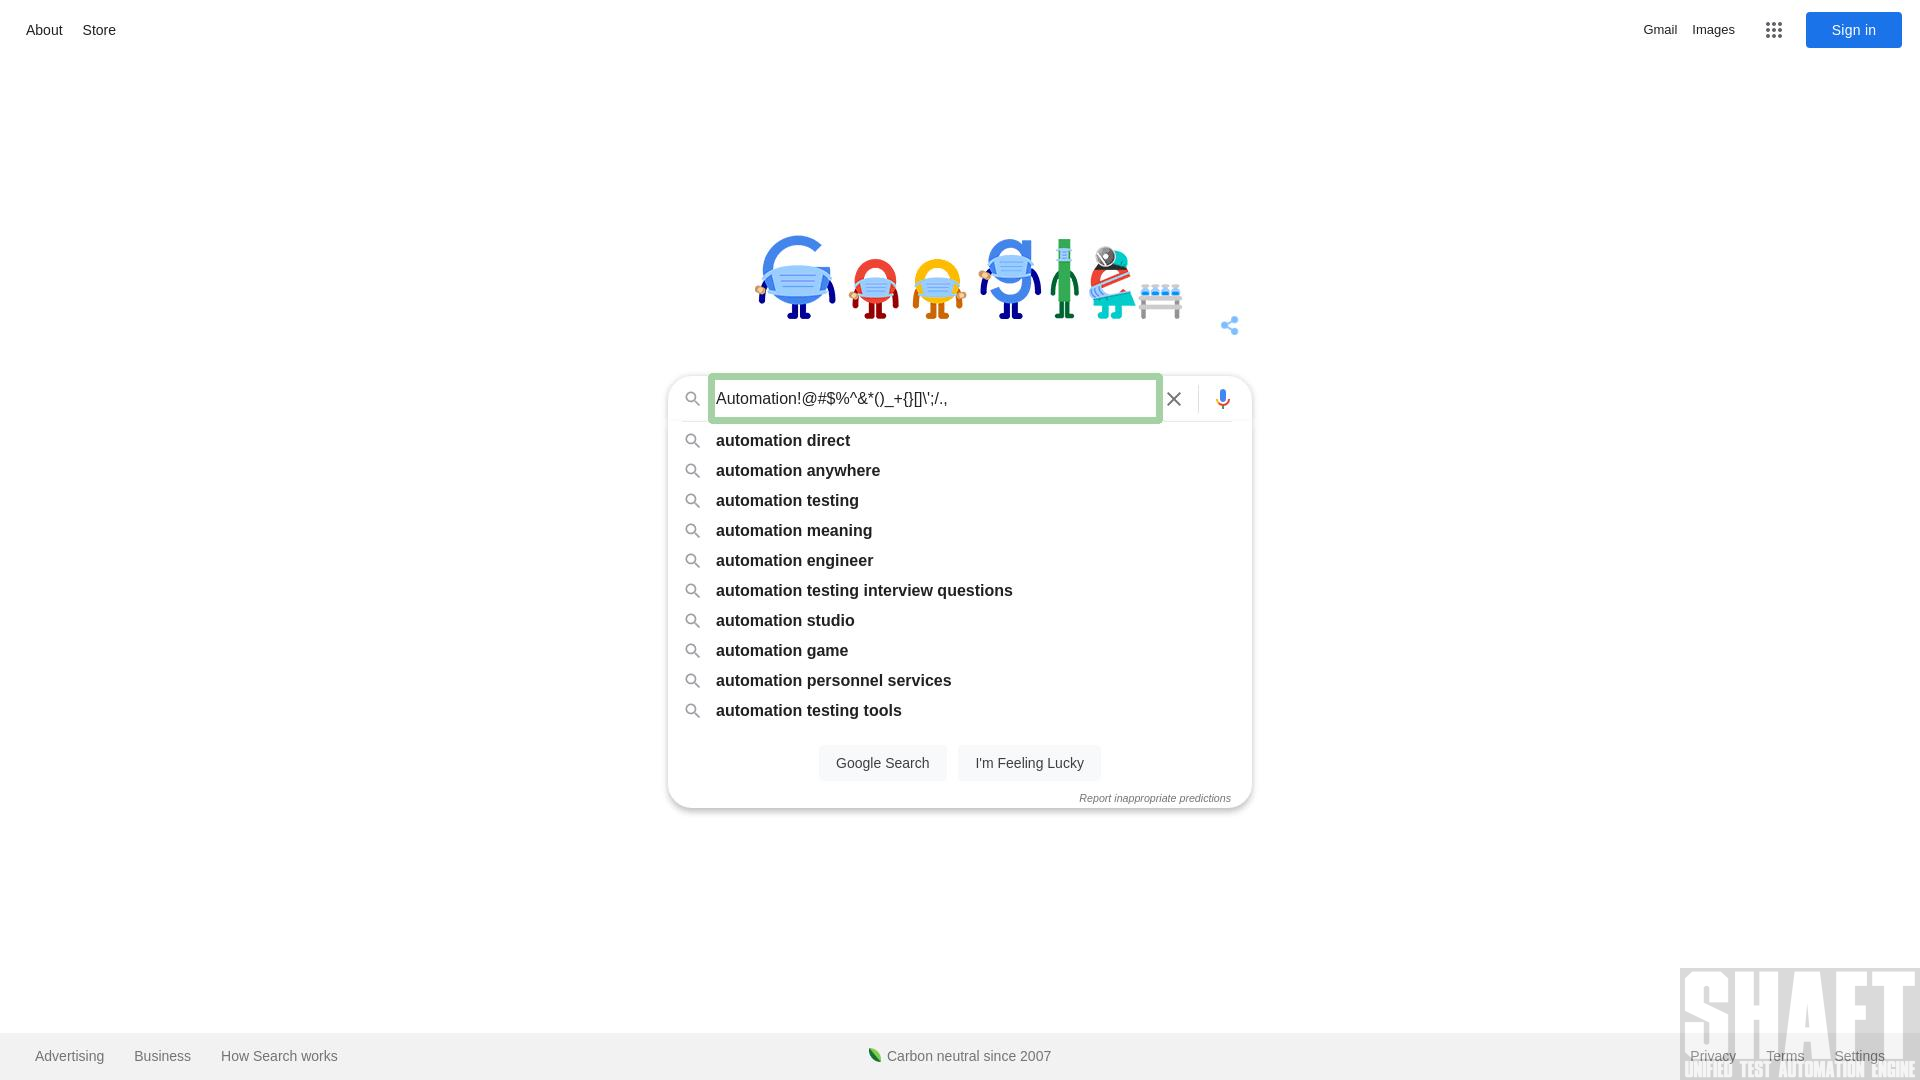 About Store Gmail Images Sign in
Google
Automation!@#$%^&*()_+{}[]\';/.,
automation direct
automation anywhere
automation testing
automation meaning
automation engineer
automation testing interview questions
automation studio
automation game
automation personnel services
automation testing tools
Google Search I'm Feeling Lucky
Report inappropriate predictions
SHAFT
Advertising Business How Search works Carbon neutral since 2007 Privacy Terms Settings
UNIFIED TEST AUTOMATION ENGINE